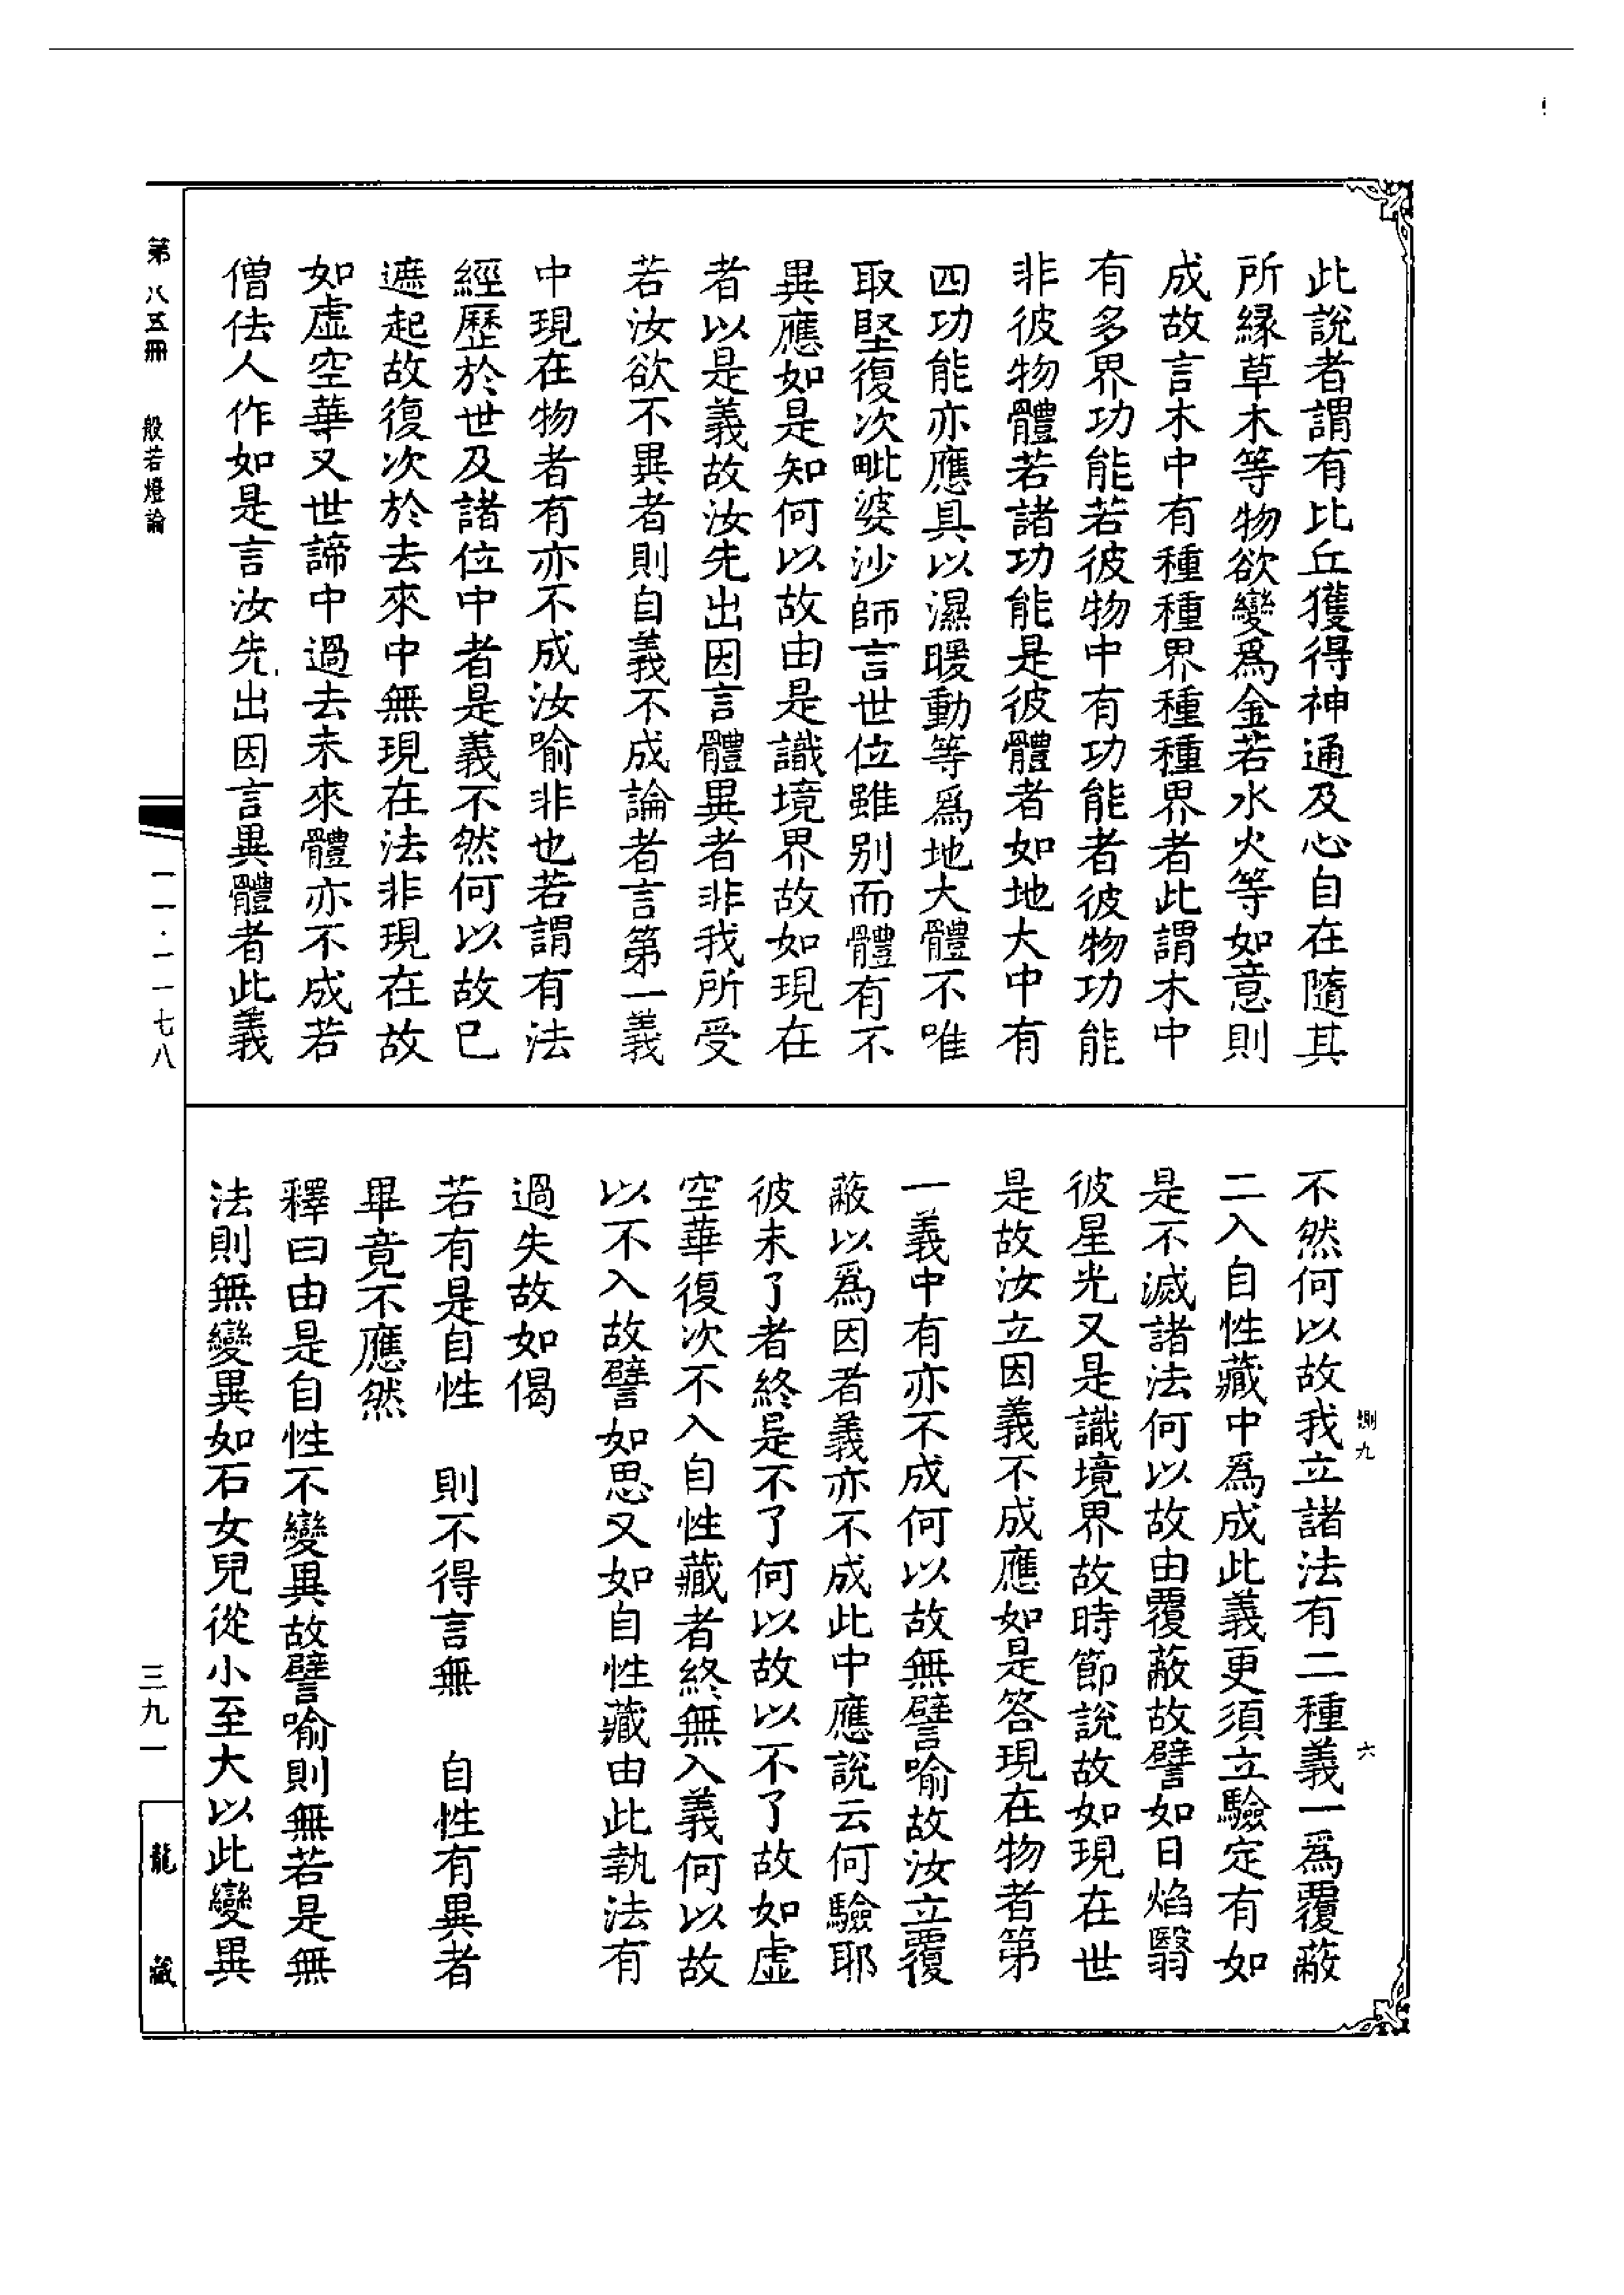 此說者謂有比丘獲得神通及心自在隨其
所緣草木等物欲變爲金若水火等如意則
成故言木中有種種界種種界者此謂木中
有多界功能若彼物中有功能者彼物功能
非彼物體若諸功能是彼體者如地大中有
四功能亦應具以濕暖動等爲地大體不唯
取堅復次毗婆沙師言世位雖别而體有不
異應如是知何以故由是識境界故如現在
者以是義故汝先出因言體異者非我所受
若汝欲不異者則自義不成論者言第一義
中現在物者有亦不成汝喻非也若謂有法
經歷於世及諸位中者是義不然何以故已
遮起故復次於去來中無現在法非現在故
如虛空華又世諦中過去未來體亦不成若
僧佉人作如是言汝先出因言異體者此義
不然何以故我立諸法有二種義一爲覆蔽
二入自性藏中爲成此義更須立驗定有如
是不滅諸法何以故由覆蔽故譬如日焰翳
彼星光又是識境界故時節說故如現在世
是故汝立因義不成應如是答現在物者第
一義中有亦不成何以故無譬喻故汝立覆
蔽以爲因者義亦不成此中應說云何驗耶
彼未了者終是不了何以故以不了故如虛
空華復次不入自性藏者終無入義何以故
以不入故譬如思又如自性藏由此執法有
過失故如偈
若有是自性　則不得言無　自性有異者
畢竟不應然
釋曰由是自性不變異故譬喻則無若是無
法則無變異如石女兒從小至大以此變異
測九　六
第八五冊　般若燈論
一一·一一七八
三九一
龍藏